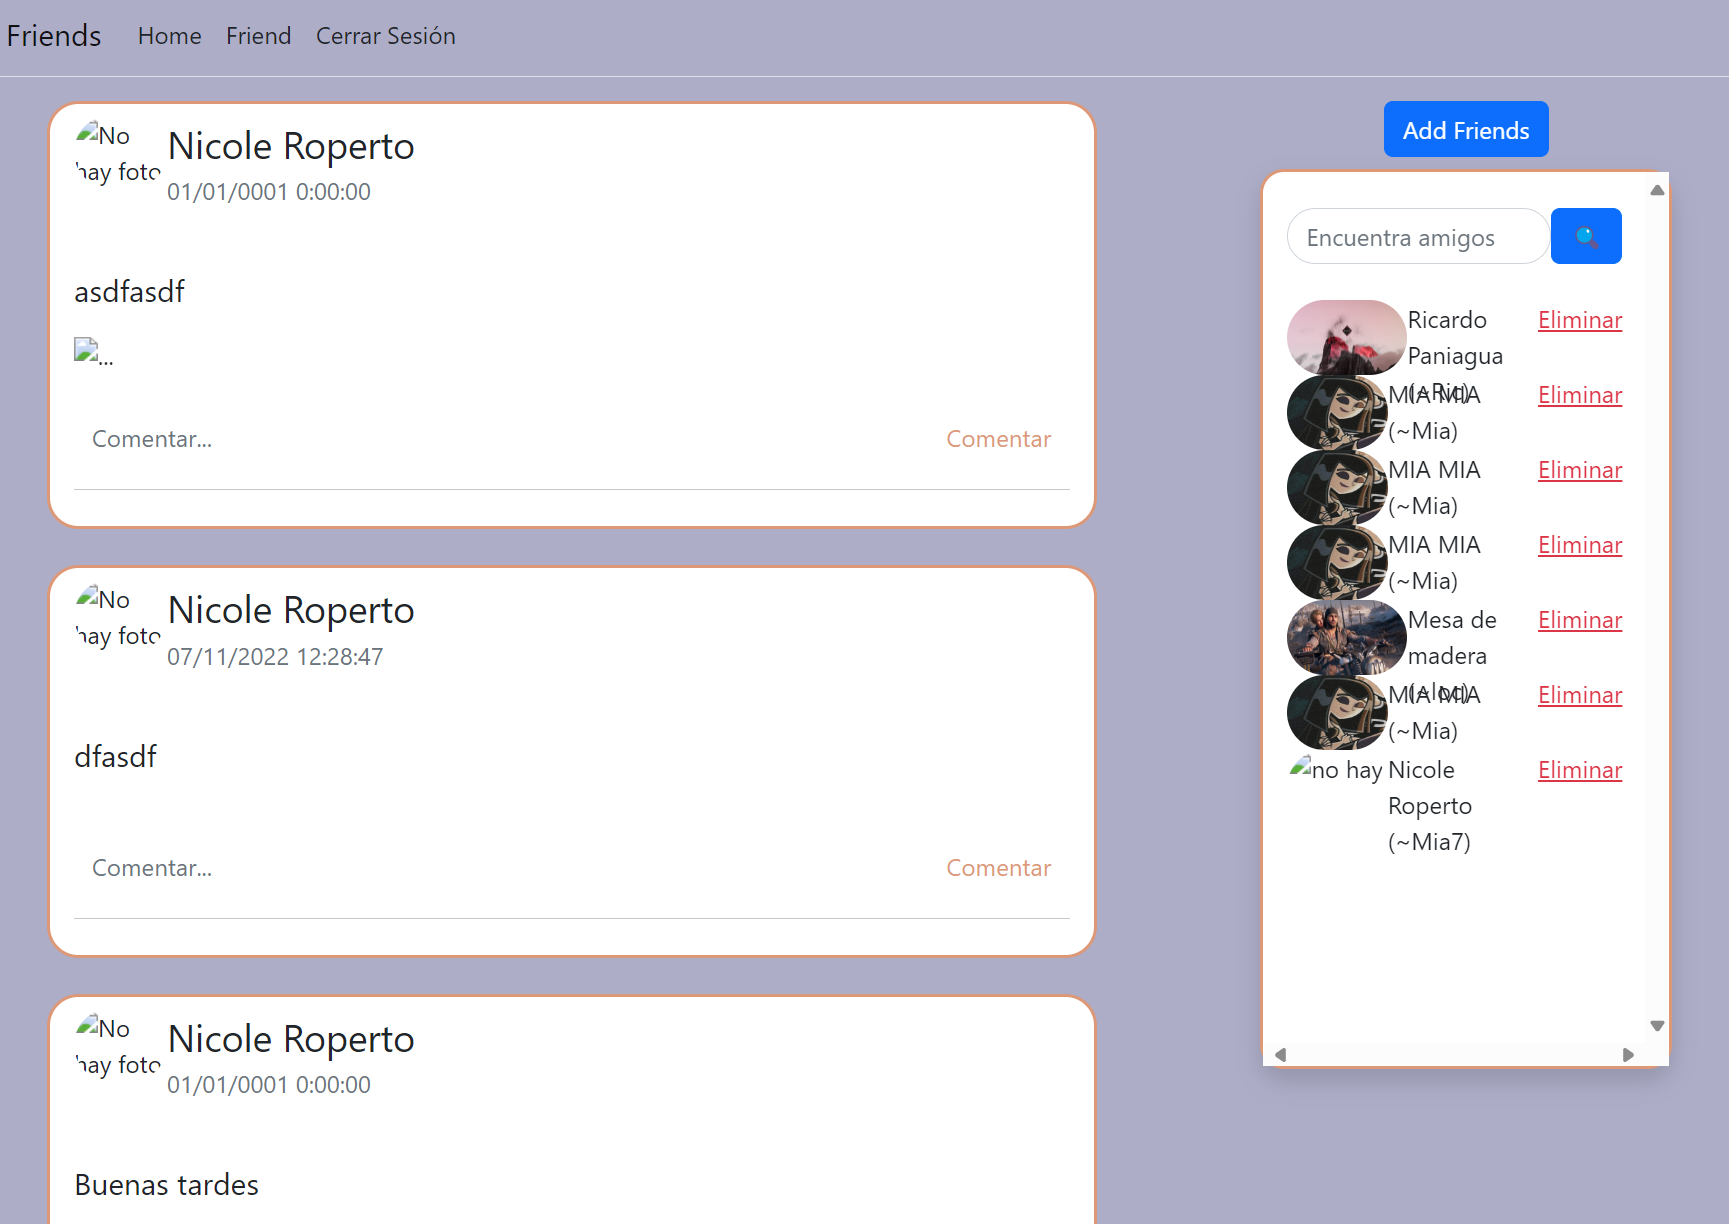 Friends Home Friend Cerrar Sesión
No hay foto
Nicole Roperto
01/01/0001 0:00:00
asdfasdf
...
Comentar... Comentar
No hay foto
Nicole Roperto
07/11/2022 12:28:47
dfasdf
Comentar... Comentar
No hay foto
Nicole Roperto
01/01/0001 0:00:00
Buenas tardes
Add Friends
Encuentra amigos
Ricardo Eliminar
Paniagua
(~Ric)
MIA MIA Eliminar
(~Mia)
MIA MIA Eliminar
(~Mia)
MIA MIA Eliminar
(~Mia)
Mesa de Eliminar
madera
MIA MIA Eliminar
(~Mia)
no hay Nicole Eliminar
Roperto
(~Mia7)